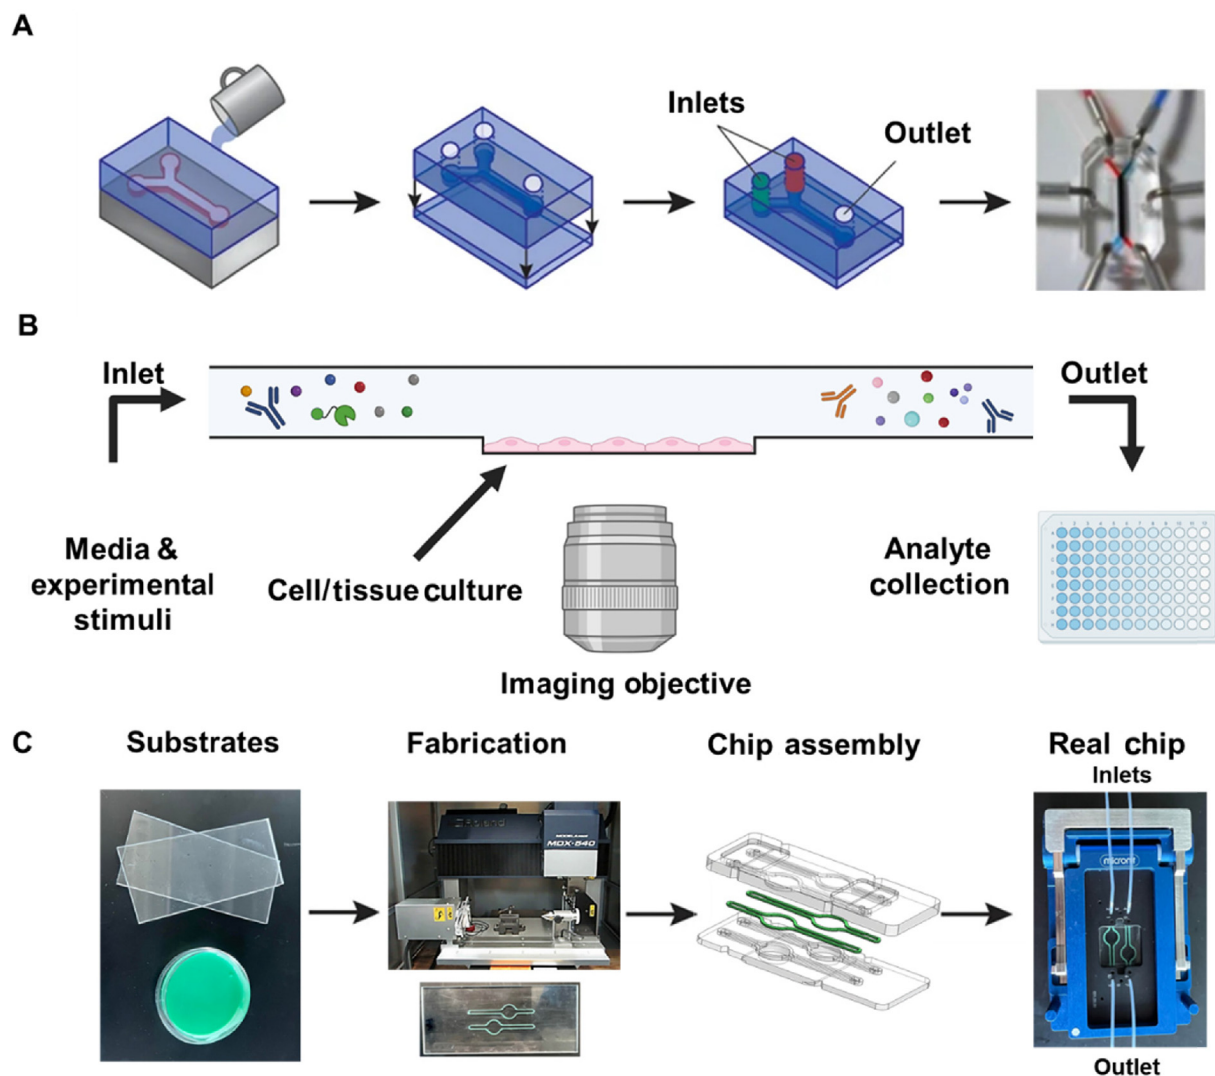 A
Inlets
Outlet
B
Inlet
Outlet
Media &
experimental
stimuli
Cell/tissue culture
Imaging objective
Analyte
collection
C
Substrates
Fabrication
Chip assembly
Real chip
Inlets
MDX-540
micronit
Outlet